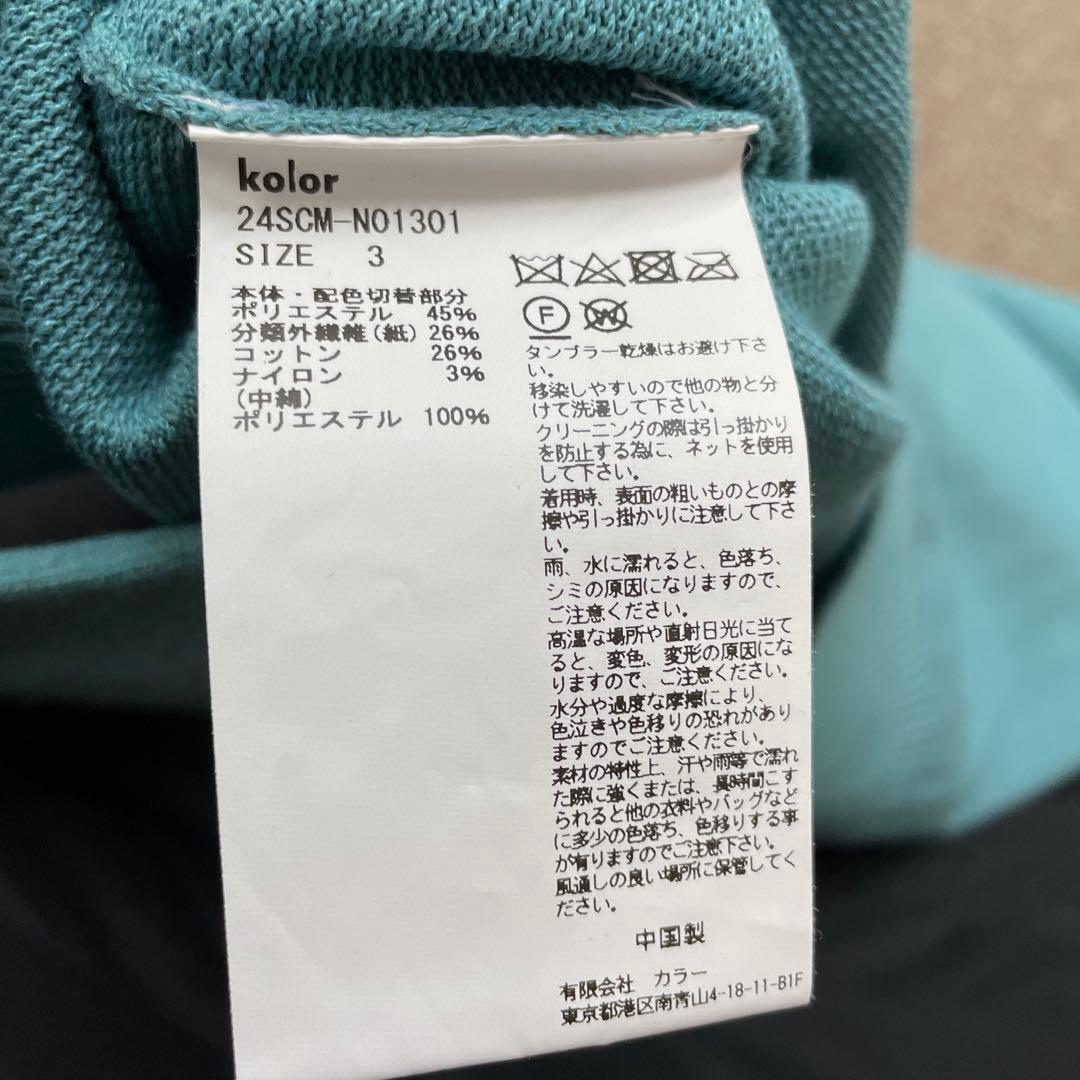 kolor
24SCM-N01301
SIZE 3
本体・配色切替部分
ポリエステル 45%
分類外繊維(紙) 26%
コットン 26%
ナイロン 3%
(中綿)
ポリエステル 100%
F
W
タンブラー乾燥はお避け下さ
い。
移染しやすいので他の物と分
けて洗濯して下さい。
クリーニングの際は引っ掛かり
を防止する為に、ネットを使用
して下さい。
着用時、表面の粗いものとの摩
擦や引っ掛かりに注意して下さ
い。
雨、水に濡れると、色落ち、
シミの原因になりますので、
ご注意ください。
高温な場所や直射日光に当て
ると、変色、変形の原因にな
りますので、ご注意ください。
水分や過度な摩擦により、
色泣きや色移りの恐れがあり
ますのでご注意ください。
素材の特性上、汗や雨等で濡れ
た際に強くまたは、長時間こす
られると他の衣料やバッグなど
に多少の色落ち、色移りする事
が有りますのでご注意下さい。
風通しの良い場所に保管してく
ださい。
中国製
有限会社 カラー
東京都港区南青山4-18-11-B1F